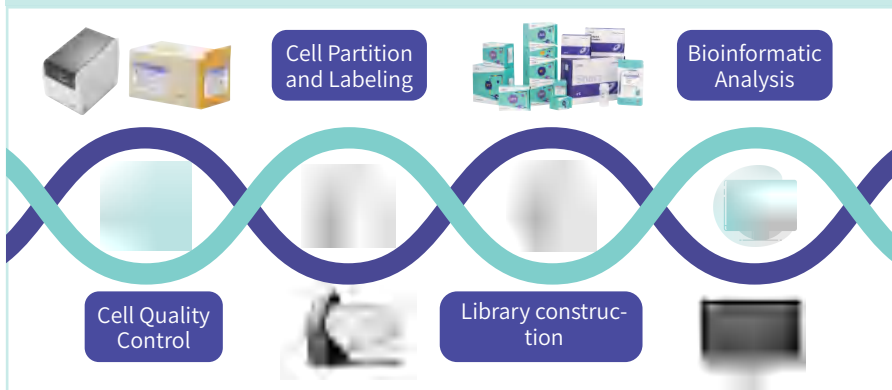 Cell Partition
and Labeling
Bioinformatic
Analysis
Cell Quality
Control
Library construc-
tion